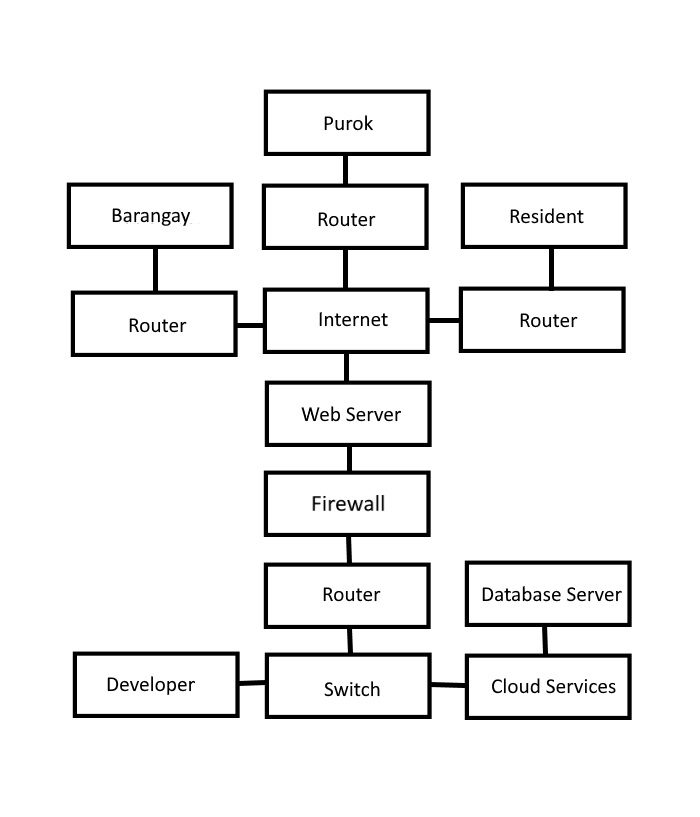 Purok
Barangay
Router
Resident
Router
Internet
Router
Web Server
Firewall
Router
Database Server
Developer
Switch
Cloud Services